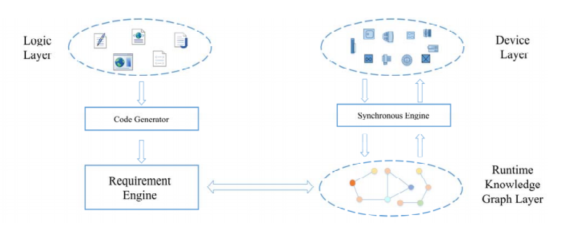 Logic
Layer
Device
Layer
Code Generator
Synchronous Engine
Requirement
Engine
Runtime
Knowledge
Graph Layer